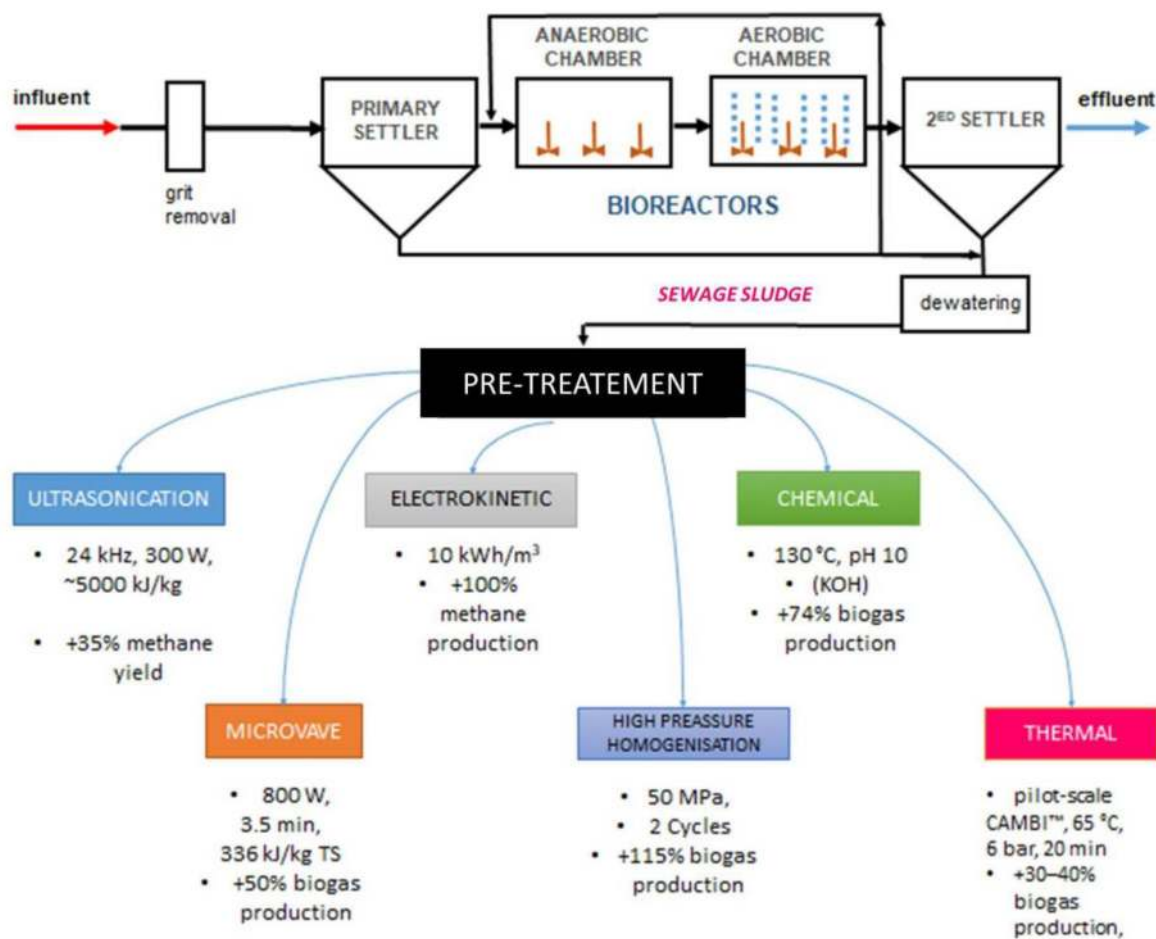 ANAEROBIC
CHAMBER
AEROBIC
CHAMBER
influent
PRIMARY
SETTLER
2ED SETTLER
effluent
grit
removal
BIOREACTORS
SEWAGE SLUDGE
dewatering
PRE-TREATEMENT
ULTRASONICATION
• 24 kHz, 300 W,
~5000 kJ/kg
• +35% methane
yield
ELECTROKINETIC
• 10 kWh/m³
• +100%
methane
production
CHEMICAL
• 130 ⁰C, pH 10
• (KOH)
• +74% biogas
production
MICROVAVE
• 800 W,
3.5 min,
336 kJ/kg TS
• +50% biogas
production
HIGH PREASSURE
HOMOGENISATION
• 50 MPa,
• 2 Cycles
• +115% biogas
production
THERMAL
• pilot-scale
CAMBI™, 65 ⁰C,
6 bar, 20 min
• +30–40%
biogas
production,